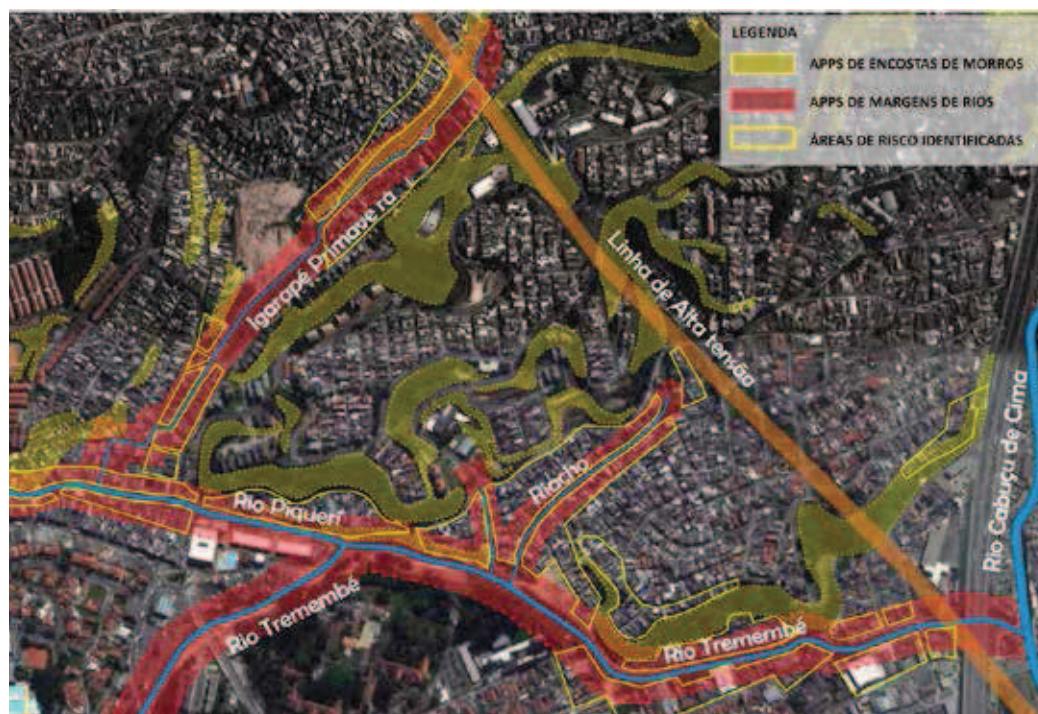 LEGENDA
APPS DE ENCOSTAS DE MORROS
APPS DE MARGENS DE RIOS
ÁREAS DE RISCO IDENTIFICADAS
Igarapé Primavera
Linha de Alta tensão
Rio Cabuçu de Cima
Riacho
Rio Piqueri
Rio Tremembé
Rio Tremembé